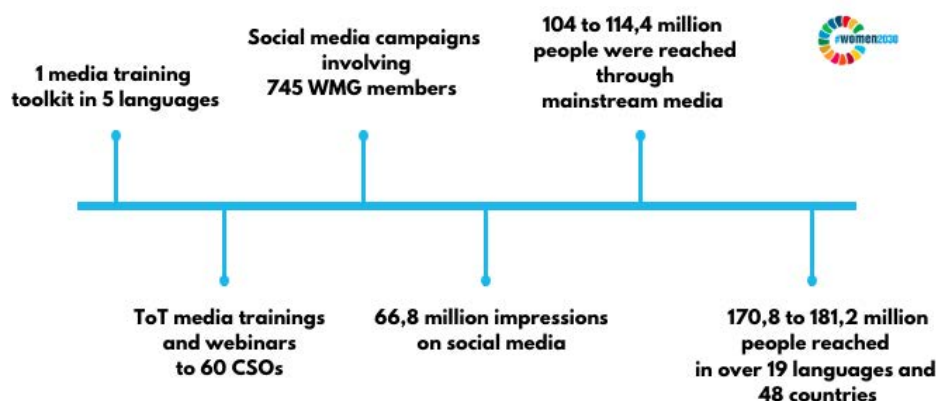 1 media training
toolkit in 5 languages
Social media campaigns
involving
745 WMG members
104 to 114,4 million
people were reached
through
mainstream media
#women2030
ToT media trainings
and webinars
to 60 CSOs
66,8 million impressions
on social media
170,8 to 181,2 million
people reached
in over 19 languages and
48 countries